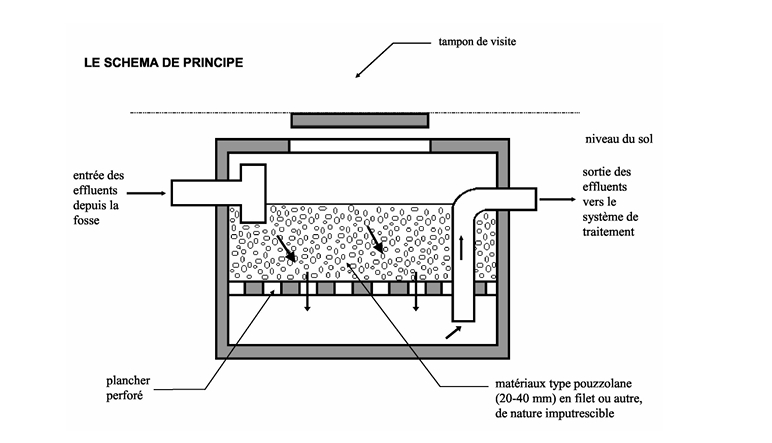 tampon de visite
LE SCHEMA DE PRINCIPE
niveau du sol
entrée des
effluents
depuis la
fosse
sortie des
effluents
vers le
système de
traitement
plancher
perforé
matériaux type pouzzolane
(20-40 mm) en filet ou autre,
de nature imputrescible